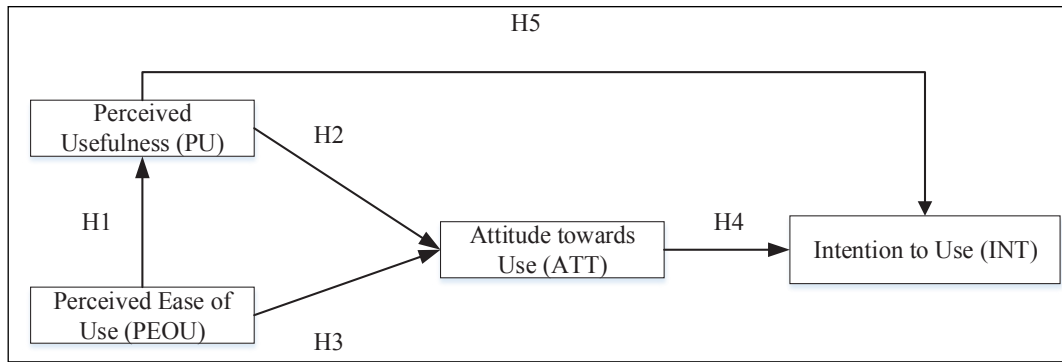 H5
Perceived
Usefulness (PU)
H2
H1
Attitude towards
Use (ATT)
H4
Intention to Use (INT)
Perceived Ease of
Use (PEOU)
H3